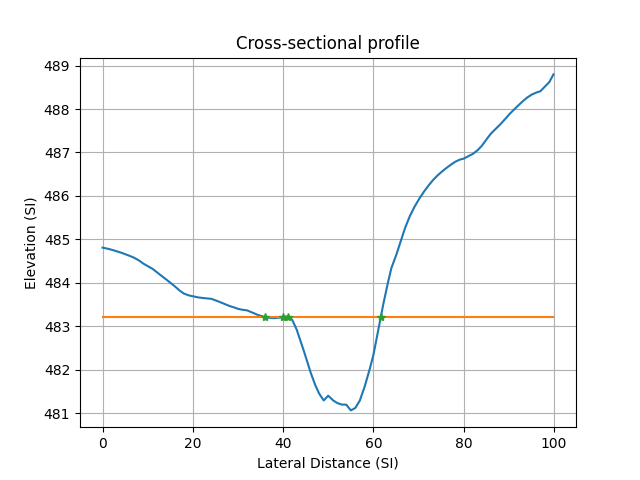 Cross-sectional profile
489
488
487
486
485
484
483
482
481
Elevation (SI)
0 20 40 60 80 100
Lateral Distance (SI)